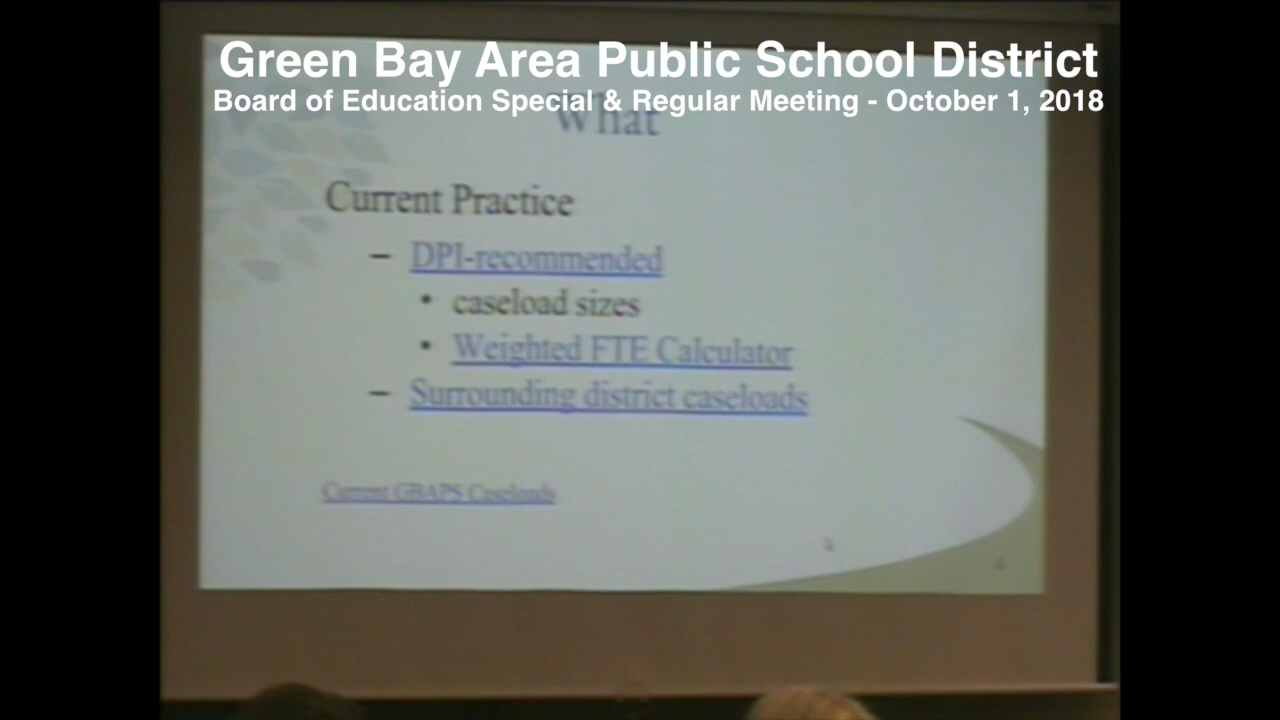 Green Bay Area Public School District
Board of Education Special & Regular Meeting - October 1, 2018
What
Current Practice
– DPI-recommended
• caseload sizes
• Weighted FTE Calculator
– Surrounding district caseloads
Current GBAPS Caseloads